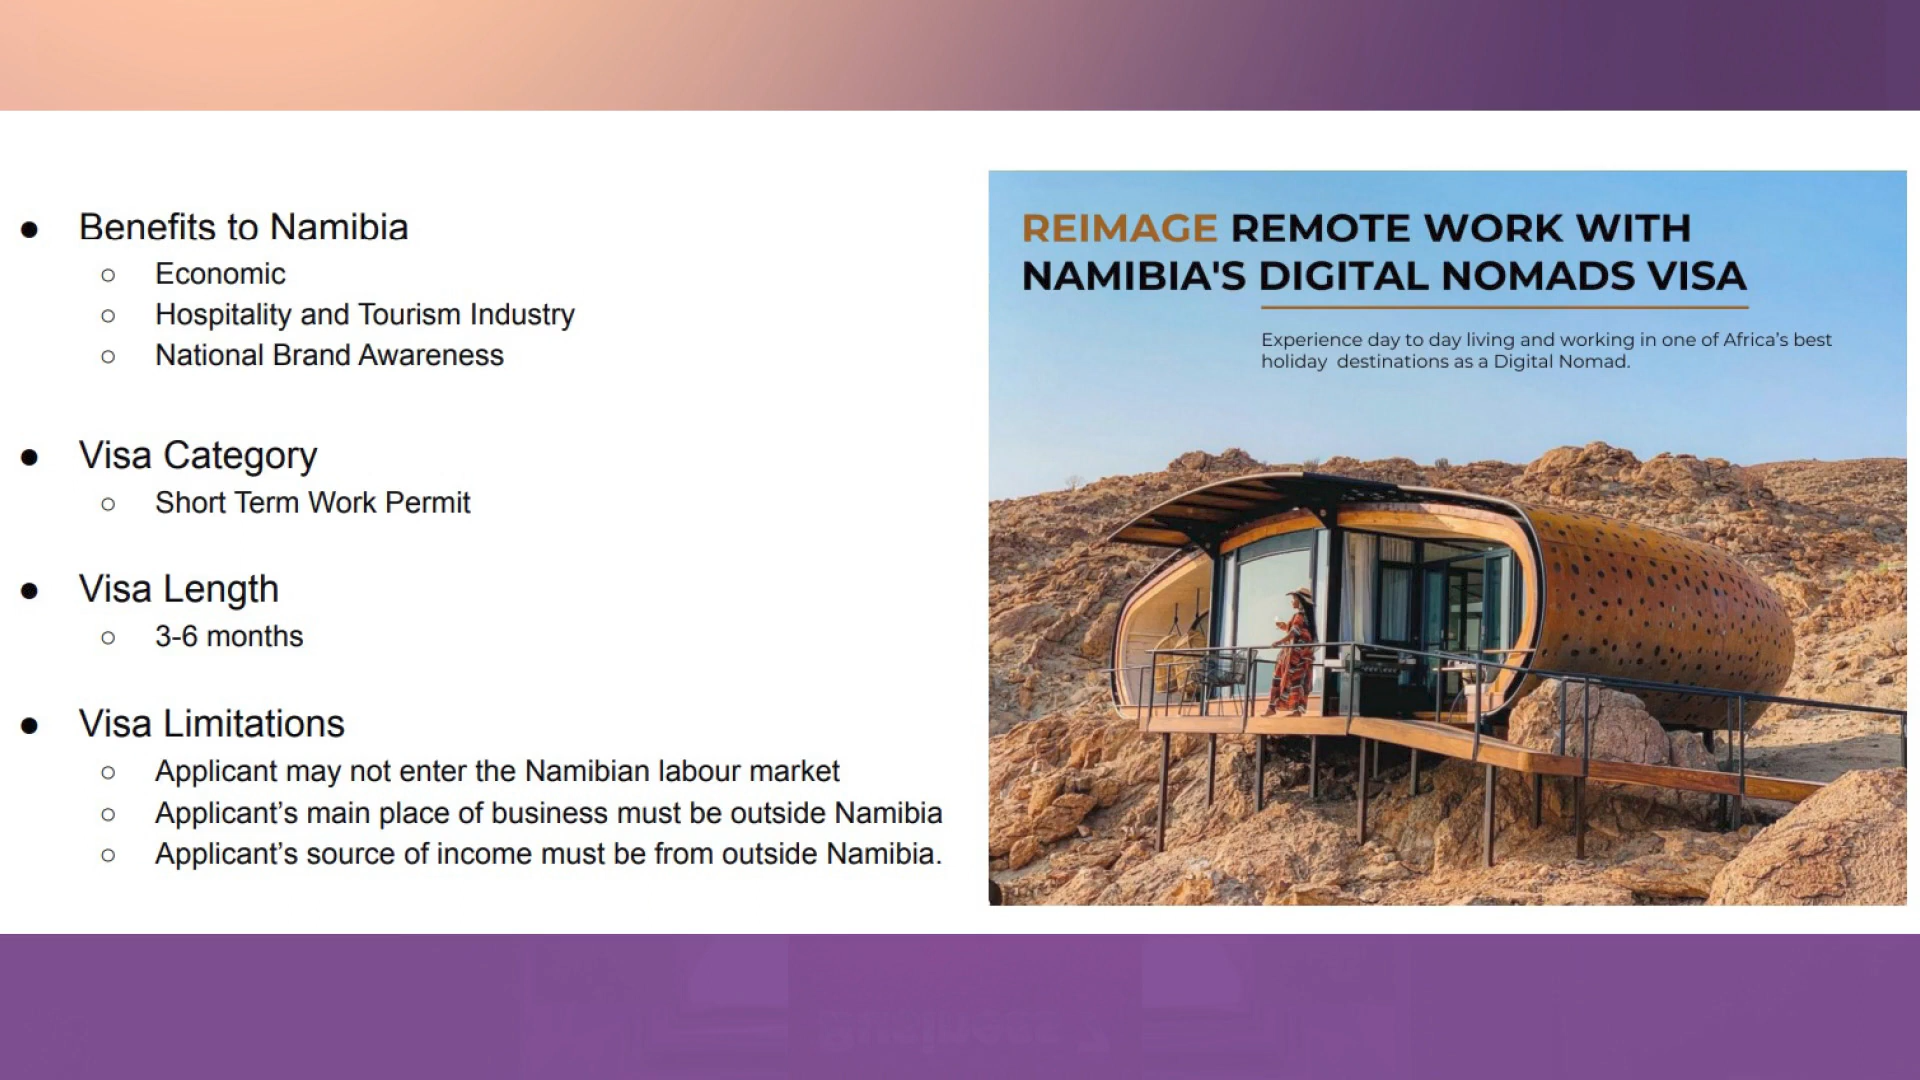 ● Benefits to Namibia
○ Economic
○ Hospitality and Tourism Industry
○ National Brand Awareness
● Visa Category
○ Short Term Work Permit
● Visa Length
○ 3-6 months
● Visa Limitations
○ Applicant may not enter the Namibian labour market
○ Applicant’s main place of business must be outside Namibia
○ Applicant’s source of income must be from outside Namibia.
REIMAGE REMOTE WORK WITH
NAMIBIA'S DIGITAL NOMADS VISA
Experience day to day living and working in one of Africa’s best
holiday destinations as a Digital Nomad.